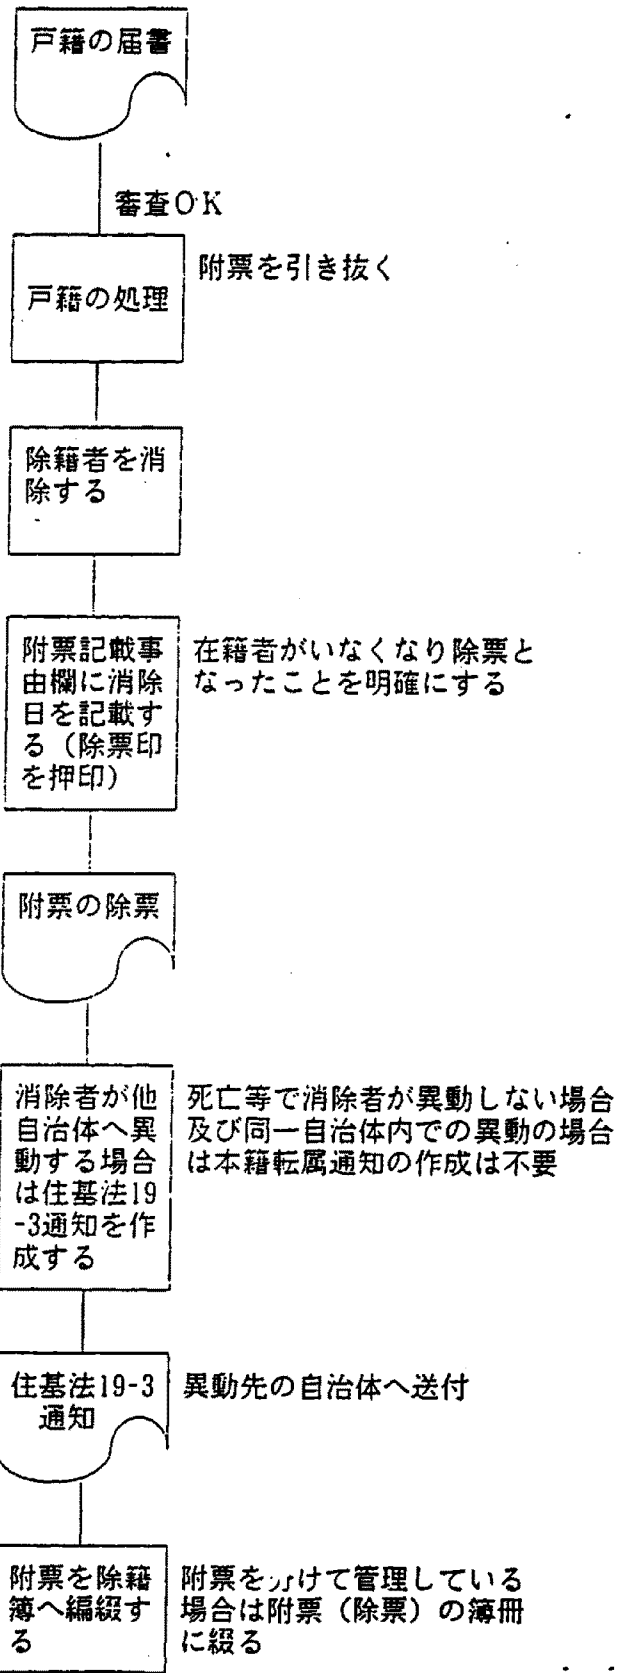 戸籍の届書
審査OK
戸籍の処理
附票を引き抜く
除籍者を消
除する
附票記載事
由欄に消除
日を記載す
る（除票印
を押印）
在籍者がいなくなり除票と
なったことを明確にする
附票の除票
消除者が他
自治体へ異
動する場合
は住基法19
-3通知を作
成する
死亡等で消除者が異動しない場合
及び同一自治体内での異動の場合
は本籍転属通知の作成は不要
住基法19-3
通知
異動先の自治体へ送付
附票を除籍
簿へ編綴す
る
附票を分けて管理している
場合は附票（除票）の簿冊
に綴る